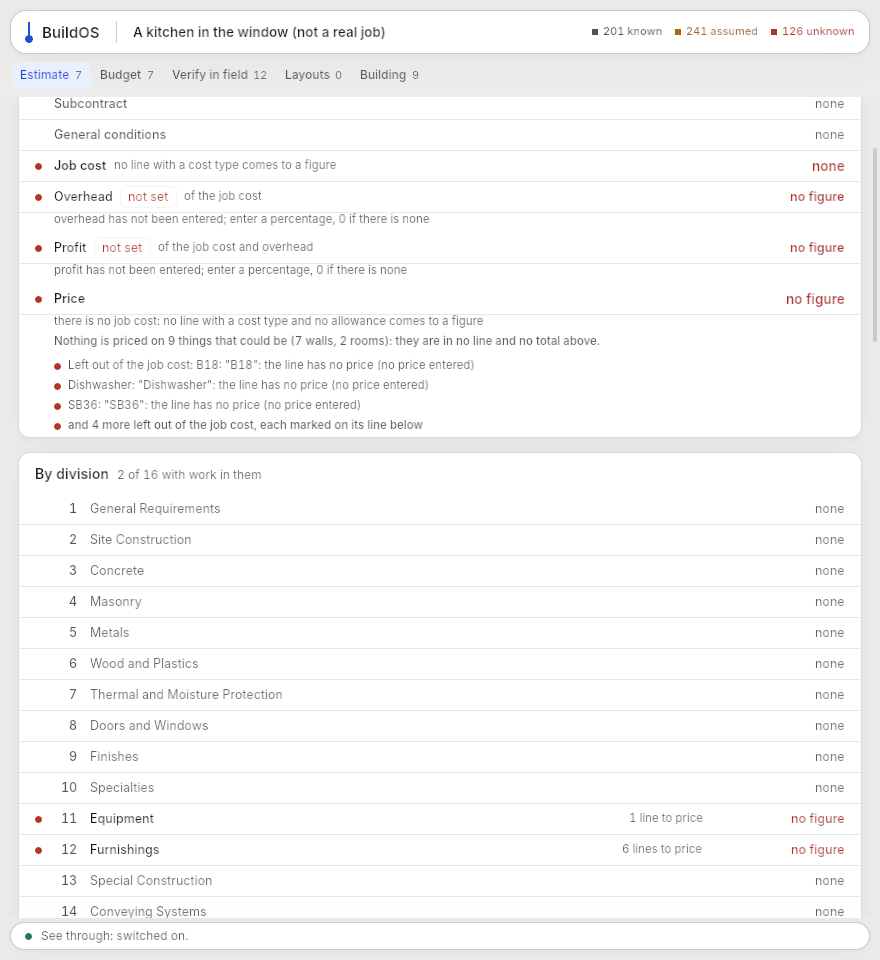 BuildOS A kitchen in the window (not a real job) 201 known 241 assumed 126 unknown
Estimate 7 Budget 7 Verify in field 12 Layouts 0 Building 9
Subcontract none
General conditions none
Job cost no line with a cost type comes to a figure none
Overhead not set of the job cost no figure
overhead has not been entered; enter a percentage, 0 if there is none
Profit not set of the job cost and overhead no figure
profit has not been entered; enter a percentage, 0 if there is none
Price no figure
there is no job cost: no line with a cost type and no allowance comes to a figure
Nothing is priced on 9 things that could be (7 walls, 2 rooms): they are in no line and no total above.
Left out of the job cost: B18: "B18": the line has no price (no price entered)
Dishwasher: "Dishwasher": the line has no price (no price entered)
SB36: "SB36": the line has no price (no price entered)
and 4 more left out of the job cost, each marked on its line below
By division 2 of 16 with work in them
1 General Requirements none
2 Site Construction none
3 Concrete none
4 Masonry none
5 Metals none
6 Wood and Plastics none
7 Thermal and Moisture Protection none
8 Doors and Windows none
9 Finishes none
10 Specialties none
11 Equipment 1 line to price no figure
12 Furnishings 6 lines to price no figure
13 Special Construction none
14 Conveying Systems none
See through: switched on.